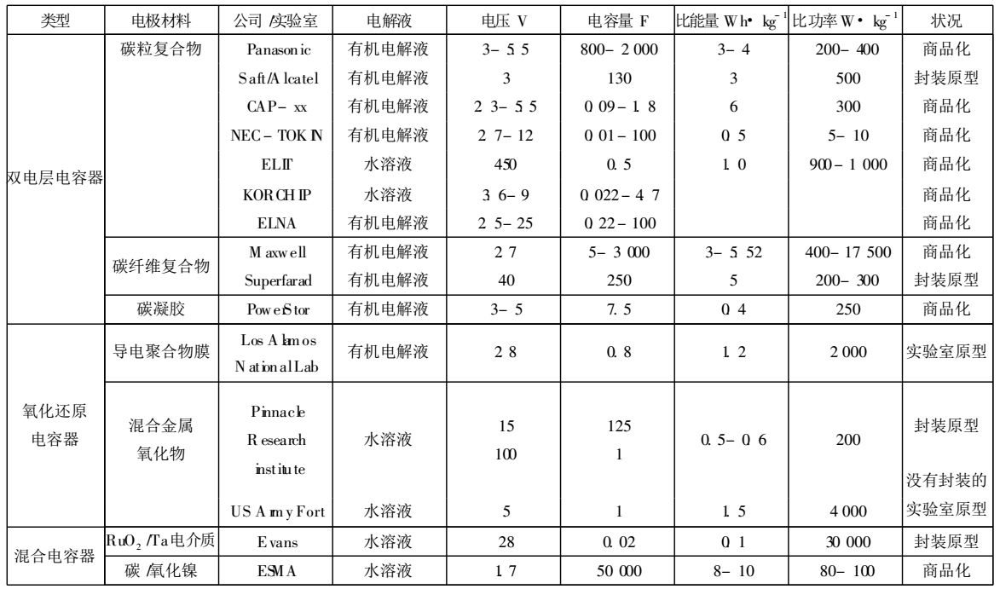 类型 电极材料 公司/实验室 电解液 电压 V 电容量 F 比能量 Wh• kg⁻¹ 比功率 W• kg⁻¹ 状况
双电层电容器 碳粒复合物 Panasonic 有机电解液 3- 5.5 800- 2 000 3- 4 200- 400 商品化
Saft/Alcatel 有机电解液 3 130 3 500 封装原型
CAP- xx 有机电解液 2.3- 5.5 0.09- 1.8 6 300 商品化
NEC- TOKIN 有机电解液 2.7- 12 0.01- 100 0.5 5- 10 商品化
ELIT 水溶液 450 0.5 1.0 900- 1 000 商品化
KORCHIP 水溶液 3.6- 9 0.022- 4.7 商品化
ELNA 有机电解液 2.5- 25 0.22- 100 商品化
碳纤维复合物 Maxwell 有机电解液 2.7 5- 3 000 3- 5.52 400- 17 500 商品化
Superfarad 有机电解液 40 250 5 200- 300 封装原型
碳凝胶 PowerStor 有机电解液 3- 5 7.5 0.4 250 商品化
氧化还原
电容器
导电聚合物膜 Los Alamos
National Lab
有机电解液 2.8 0.8 1.2 2 000 实验室原型
混合金属
氧化物
Pinnacle
Research
institute
水溶液 15
100
125
1
0.5- 0.6 200 封装原型
US Army Fort 水溶液 5 1 1.5 4 000 没有封装的
实验室原型
混合电容器 RuO₂/Ta电介质 Evans 水溶液 28 0.02 0.1 30 000 封装原型
碳/氧化镍 ESMA 水溶液 1.7 50 000 8- 10 80- 100 商品化